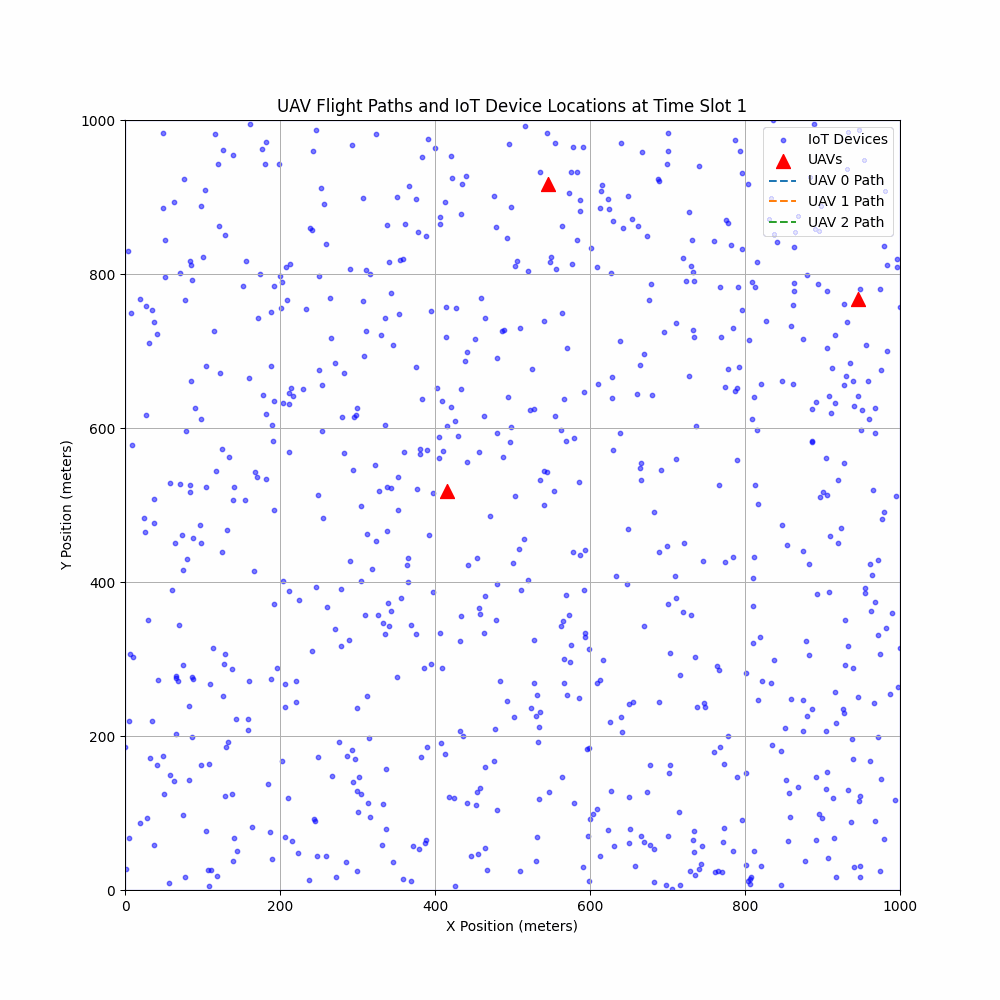 UAV Flight Paths and IoT Device Locations at Time Slot 1
IoT Devices
UAVs
UAV 0 Path
UAV 1 Path
UAV 2 Path
1000
800
600
400
200
0
Y Position (meters)
0 200 400 600 800 1000
X Position (meters)